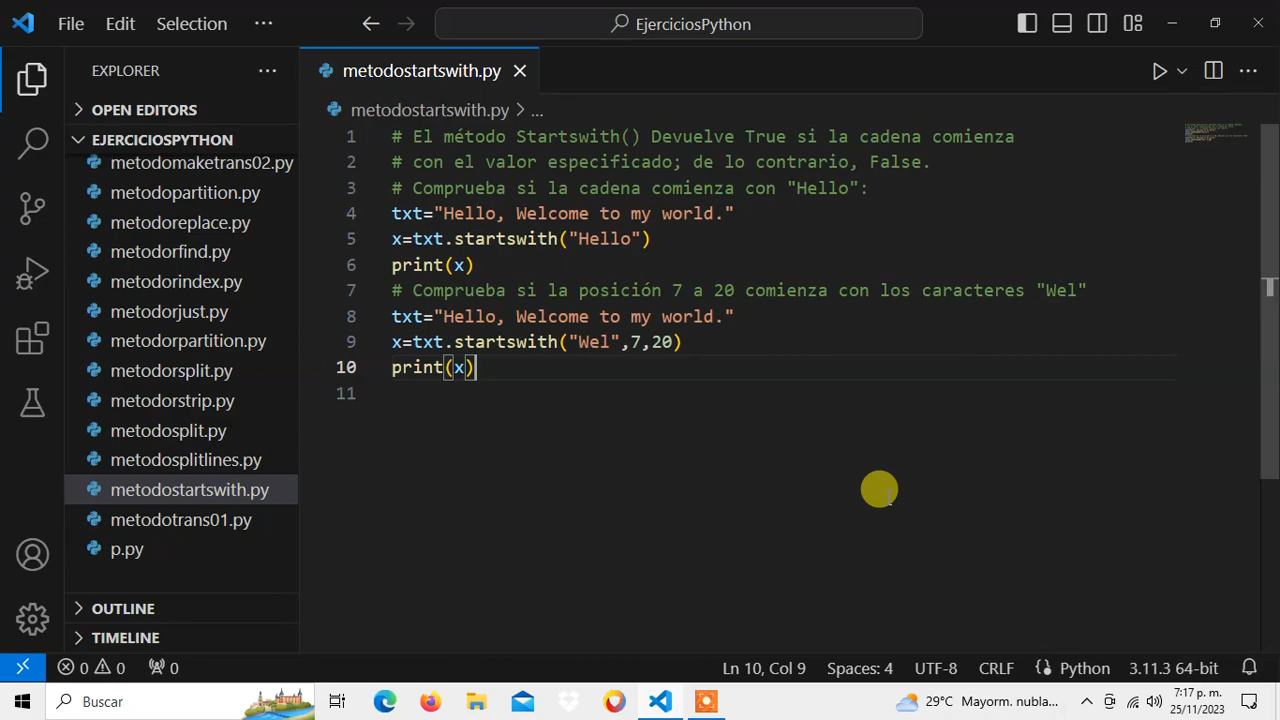 File Edit Selection ···
EjerciciosPython
EXPLORER ···
OPEN EDITORS
EJERCICIOSPYTHON
metodomaketrans02.py
metodopartition.py
metodoreplace.py
metodorfind.py
metodorindex.py
metodorjust.py
metodorpartition.py
metodorsplit.py
metodorstrip.py
metodosplit.py
metodosplitlines.py
metodostartswith.py
metodotrans01.py
p.py
OUTLINE
TIMELINE
metodostartswith.py
metodostartswith.py > ...
1 # El método Startswith() Devuelve True si la cadena comienza
2 # con el valor especificado; de lo contrario, False.
3 # Comprueba si la cadena comienza con "Hello":
4 txt="Hello, Welcome to my world."
5 x=txt.startswith("Hello")
6 print(x)
7 # Comprueba si la posición 7 a 20 comienza con los caracteres "Wel"
8 txt="Hello, Welcome to my world."
9 x=txt.startswith("Wel",7,20)
10 print(x)
11
0 0 0 Ln 10, Col 9 Spaces: 4 UTF-8 CRLF Python 3.11.3 64-bit
Buscar 29°C Mayorm. nubla... 7:17 p. m.
25/11/2023